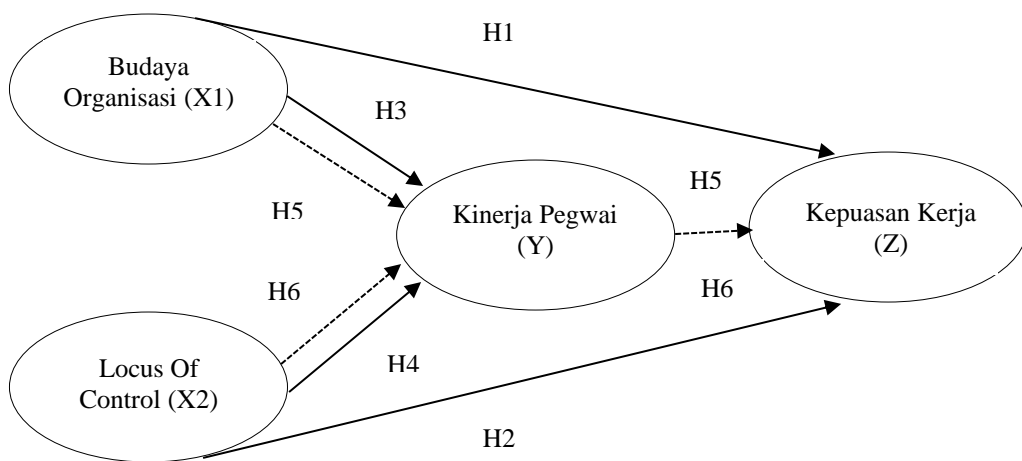 H1
Budaya
Organisasi (X1)
H3
H5
H5
Kinerja Pegwai
(Y)
Kepuasan Kerja
(Z)
H6
H6
Locus Of
Control (X2)
H4
H2